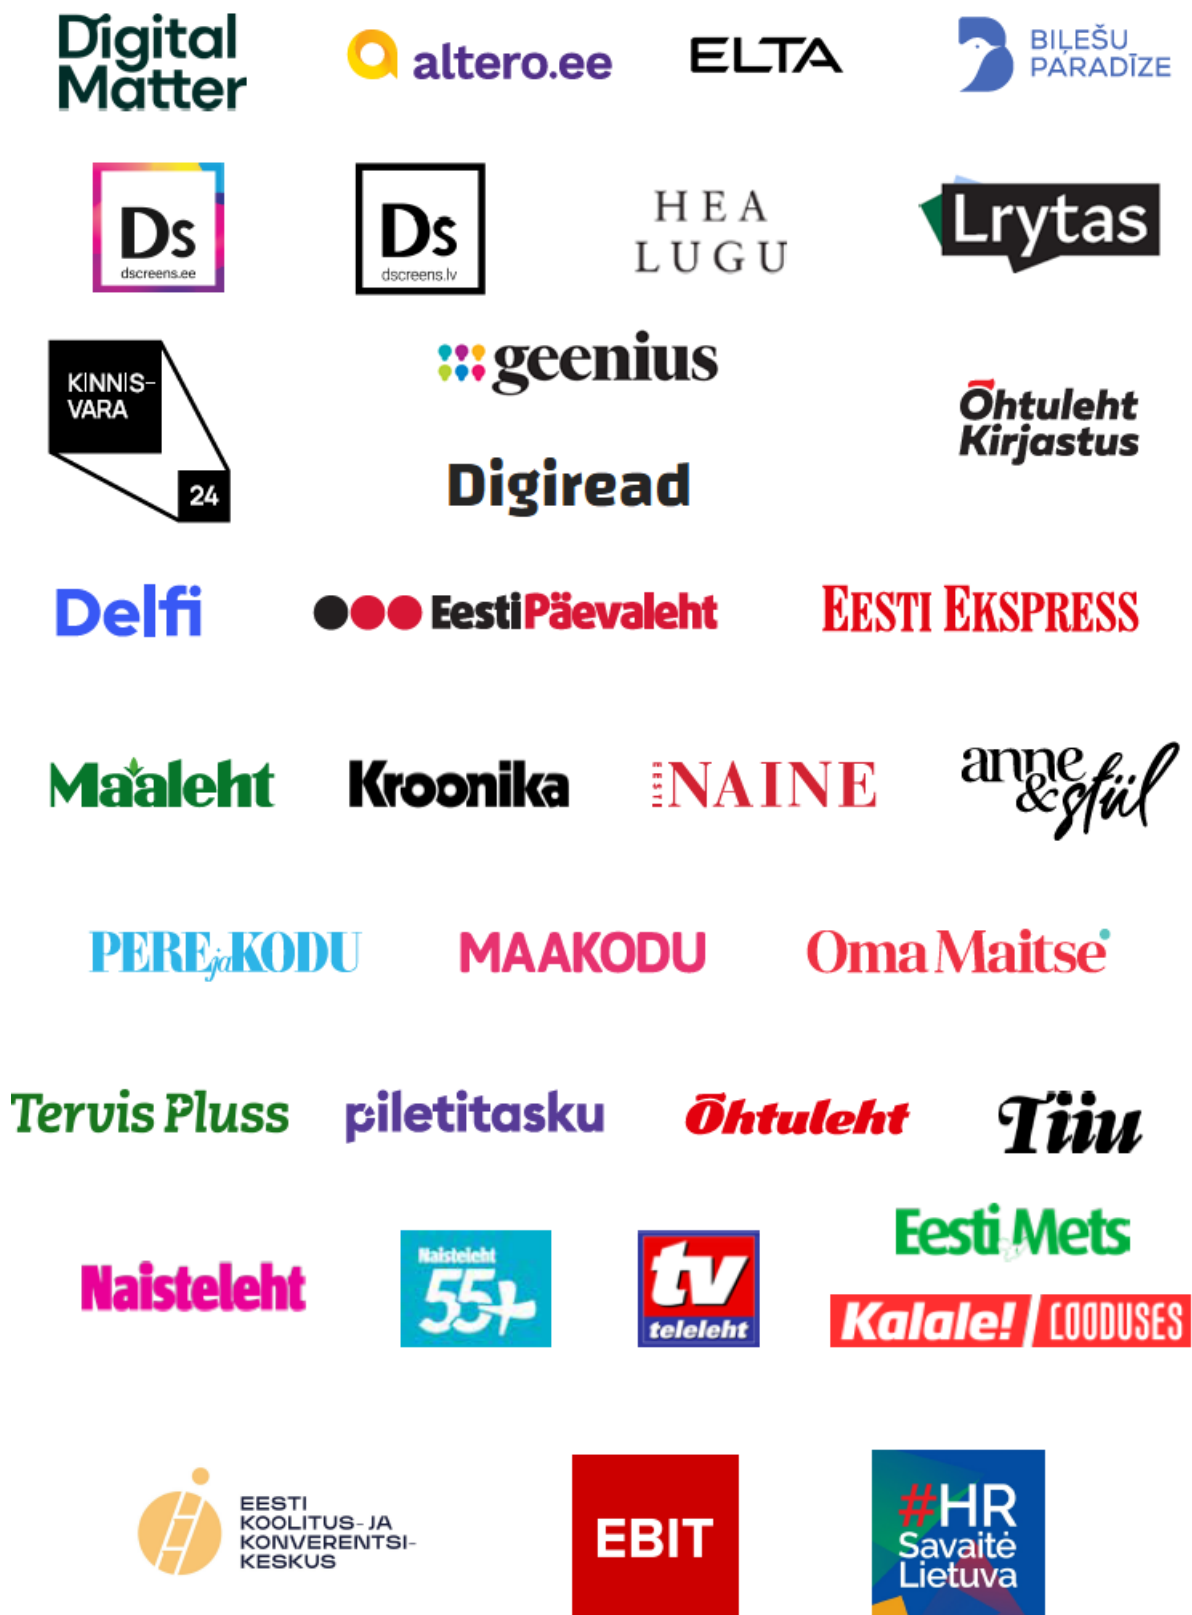 Digital
Matter
altero.ee
ELTA
BIĻEŠU
PARADĪZE
Ds
dscreens.ee
Ds
dscreens.lv
HEA
LUGU
Lrytas
KINNIS-
VARA
24
geenius
Digiread
Õhtuleht
Kirjastus
Delfi
Eesti Päevaleht
EESTI EKSPRESS
Maaleht
Kroonika
EESTI NAINE
anne
& stiil
PERE ja KODU
MAAKODU
Oma Maitse
Tervis Pluss
piletitasku
Õhtuleht
Tiiu
Naisteleht
Naisteleht
55+
tv
teleleht
Eesti Mets
Kalale! LOODUSES
EESTI
KOOLITUS- JA
KONVERENTSI-
KESKUS
EBIT
#HR
Savaitė
Lietuva